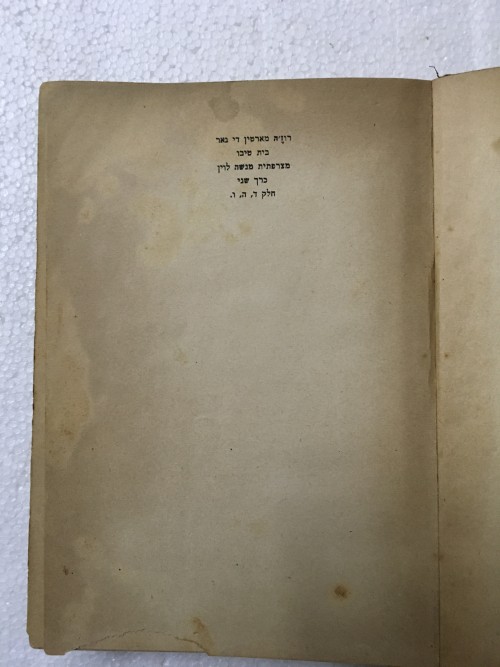 רוז'ה מארטין די גאר
בית טיבו
מצרפתית מנשה לוין
כרך שני
חלק ד, ה, ו.